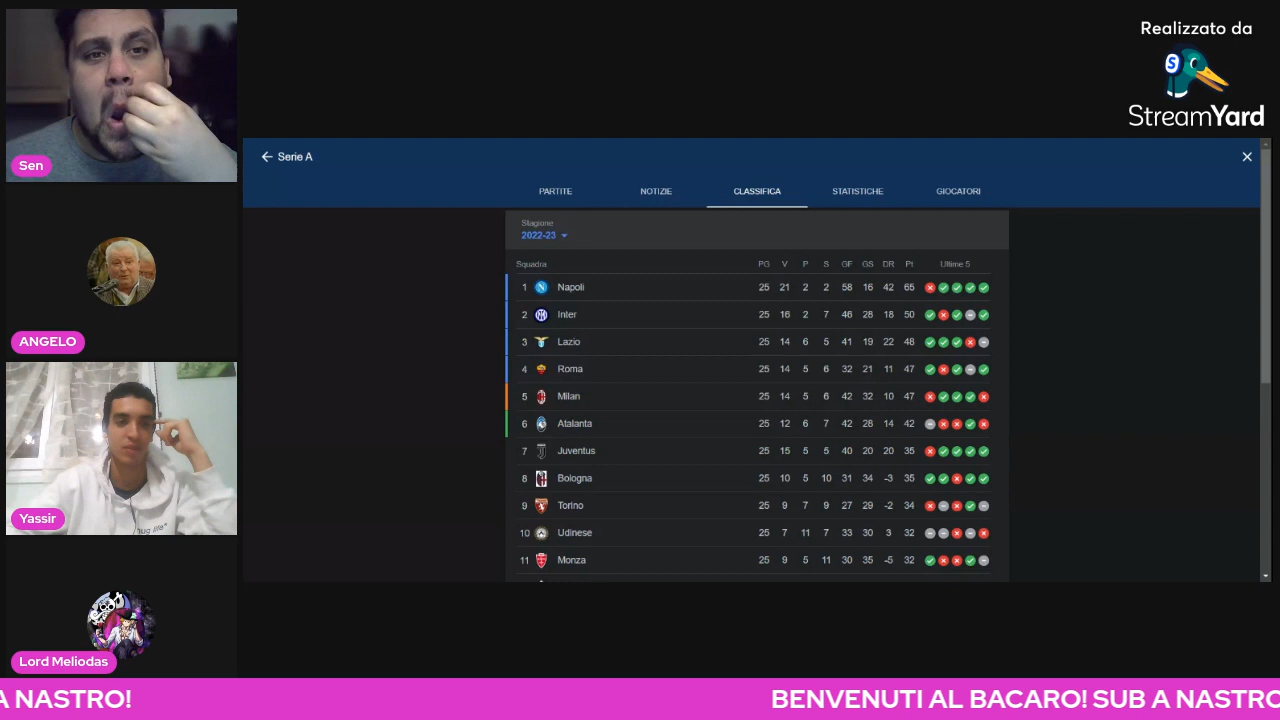 Realizzato da
StreamYard
Sen
ANGELO
Yassir
Lord Meliodas
Serie A
PARTITE NOTIZIE CLASSIFICA STATISTICHE GIOCATORI
Stagione
2022-23
Squadra PG V P S GF GS DR Pt Ultime 5
1 Napoli 25 21 2 2 58 16 42 65
2 Inter 25 16 2 7 46 28 18 50
3 Lazio 25 14 6 5 41 19 22 48
4 Roma 25 14 5 6 32 21 11 47
5 Milan 25 14 5 6 42 32 10 47
6 Atalanta 25 12 6 7 42 28 14 42
7 Juventus 25 15 5 5 40 20 20 35
8 Bologna 25 10 5 10 31 34 -3 35
9 Torino 25 9 7 9 27 29 -2 34
10 Udinese 25 7 11 7 33 30 3 32
11 Monza 25 9 5 11 30 35 -5 32
A NASTRO! BENVENUTI AL BACARO! SUB A NASTRO